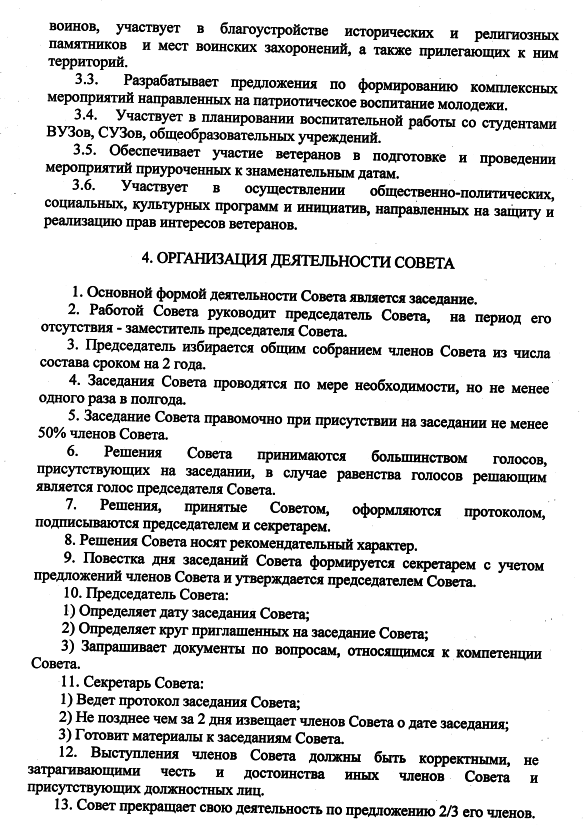 воинов, участвует в благоустройстве исторических и религиозных
памятников и мест воинских захоронений, а также прилегающих к ним
территорий.
3.3. Разрабатывает предложения по формированию комплексных
мероприятий направленных на патриотическое воспитание молодежи.
3.4. Участвует в планировании воспитательной работы со студентами
ВУЗов, СУЗов, общеобразовательных учреждений.
3.5. Обеспечивает участие ветеранов в подготовке и проведении
мероприятий приуроченных к знаменательным датам.
3.6. Участвует в осуществлении общественно-политических,
социальных, культурных программ и инициатив, направленных на защиту и
реализацию прав интересов ветеранов.
4. ОРГАНИЗАЦИЯ ДЕЯТЕЛЬНОСТИ СОВЕТА
1. Основной формой деятельности Совета является заседание.
2. Работой Совета руководит председатель Совета, на период его
отсутствия - заместитель председателя Совета.
3. Председатель избирается общим собранием членов Совета из числа
состава сроком на 2 года.
4. Заседания Совета проводятся по мере необходимости, но не менее
одного раза в полгода.
5. Заседание Совета правомочно при присутствии на заседании не менее
50% членов Совета.
6. Решения Совета принимаются большинством голосов,
присутствующих на заседании, в случае равенства голосов решающим
является голос председателя Совета.
7. Решения, принятые Советом, оформляются протоколом,
подписываются председателем и секретарем.
8. Решения Совета носят рекомендательный характер.
9. Повестка дня заседаний Совета формируется секретарем с учетом
предложений членов Совета и утверждается председателем Совета.
10. Председатель Совета:
1) Определяет дату заседания Совета;
2) Определяет круг приглашенных на заседание Совета;
3) Запрашивает документы по вопросам, относящимся к компетенции
Совета.
11. Секретарь Совета:
1) Ведет протокол заседания Совета;
2) Не позднее чем за 2 дня извещает членов Совета о дате заседания;
3) Готовит материалы к заседаниям Совета.
12. Выступления членов Совета должны быть корректными, не
затрагивающими честь и достоинства иных членов Совета и
присутствующих должностных лиц.
13. Совет прекращает свою деятельность по предложению 2/3 его членов.